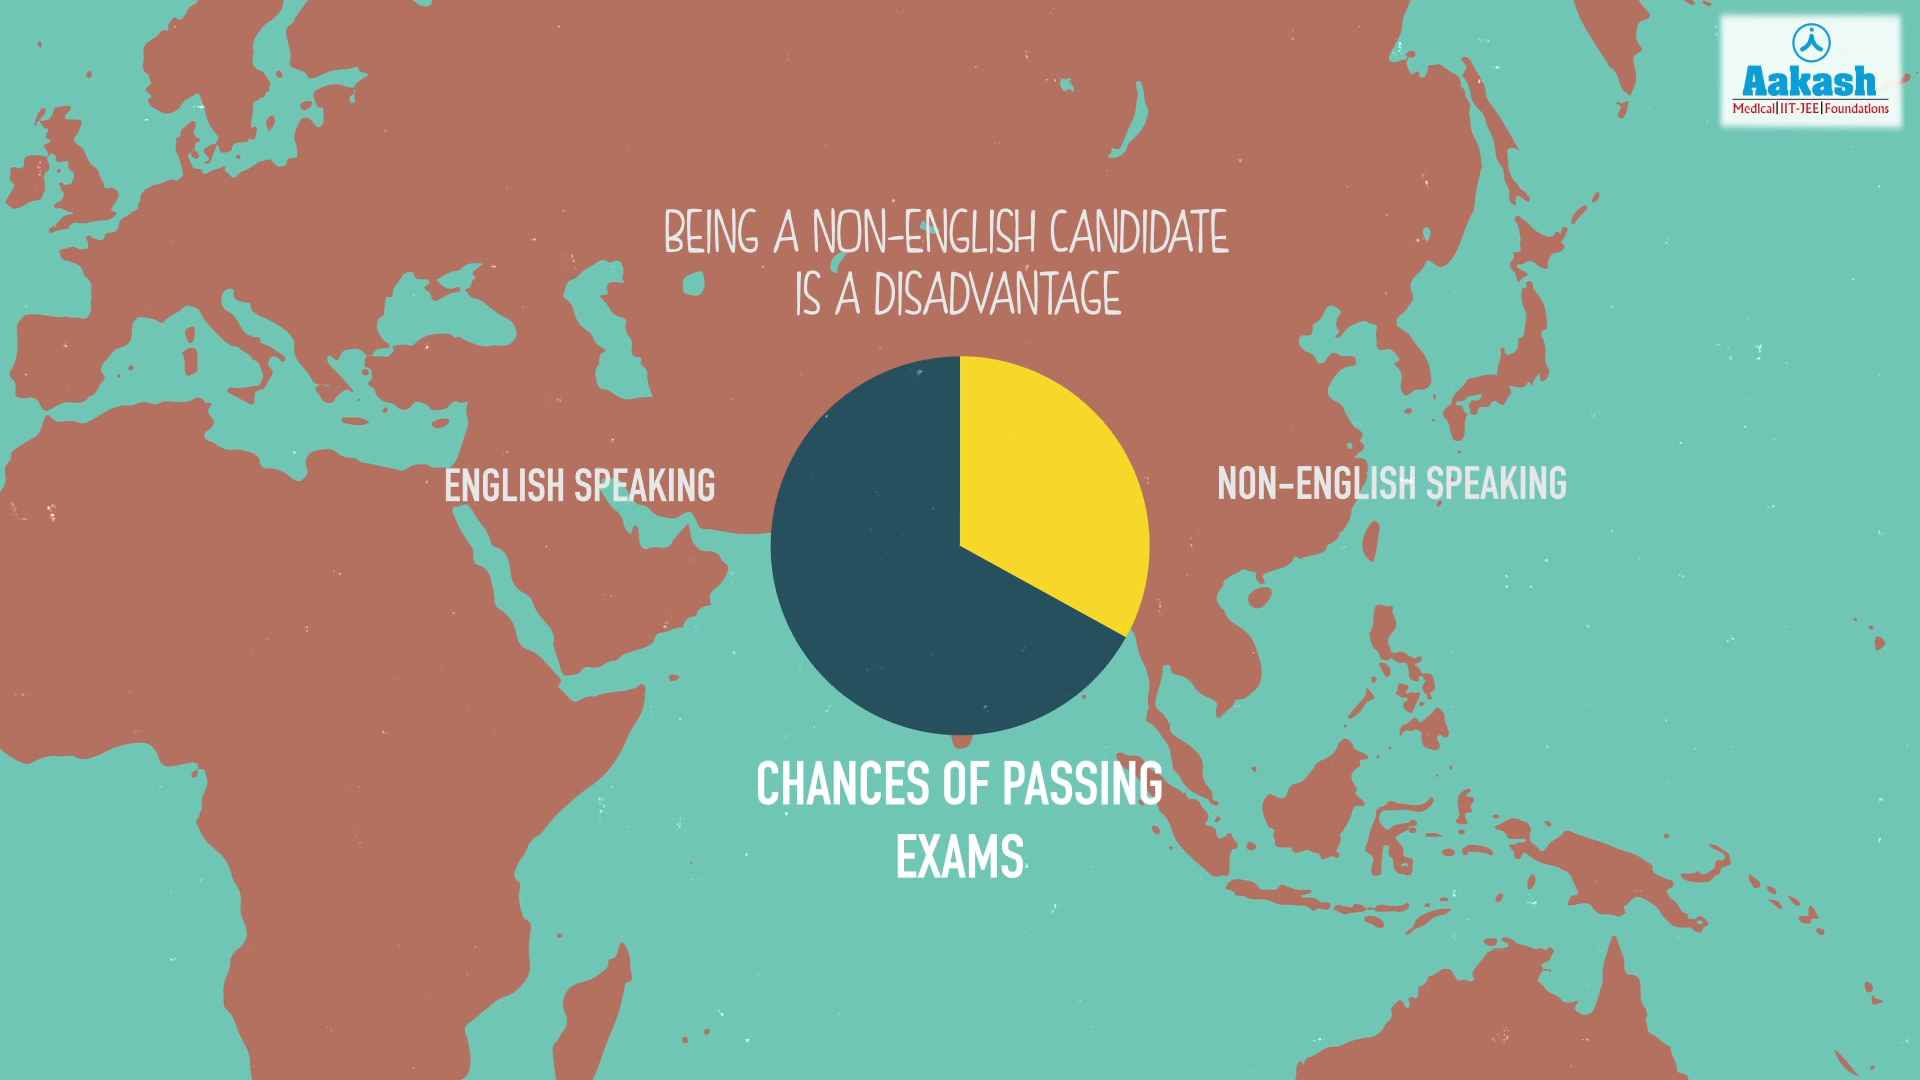 Aakash
Medical|IIT-JEE|Foundations
BEING A NON-ENGLISH CANDIDATE
IS A DISADVANTAGE
ENGLISH SPEAKING
NON-ENGLISH SPEAKING
CHANCES OF PASSING
EXAMS